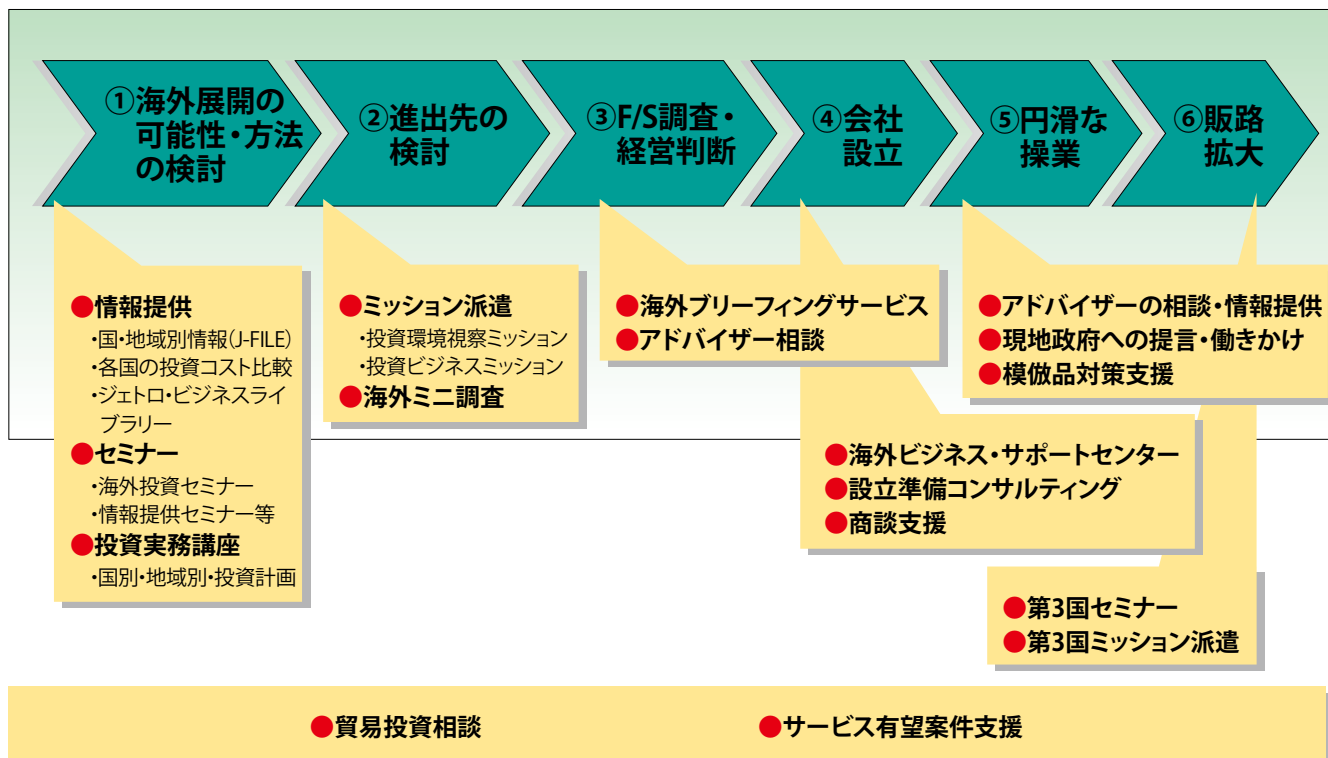 ①海外展開の
可能性・方法
の検討
②進出先の
検討
③F/S調査・
経営判断
④会社
設立
⑤円滑な
操業
⑥販路
拡大
●情報提供
・国・地域別情報(J-FILE)
・各国の投資コスト比較
・ジェトロ・ビジネスライ
ブラリー
●セミナー
・海外投資セミナー
・情報提供セミナー等
●投資実務講座
・国別・地域別・投資計画
●ミッション派遣
・投資環境視察ミッション
・投資ビジネスミッション
●海外ミニ調査
●海外ブリーフィングサービス
●アドバイザー相談
●海外ビジネス・サポートセンター
●設立準備コンサルティング
●商談支援
●アドバイザーの相談・情報提供
●現地政府への提言・働きかけ
●模倣品対策支援
●第3国セミナー
●第3国ミッション派遣
●貿易投資相談
●サービス有望案件支援